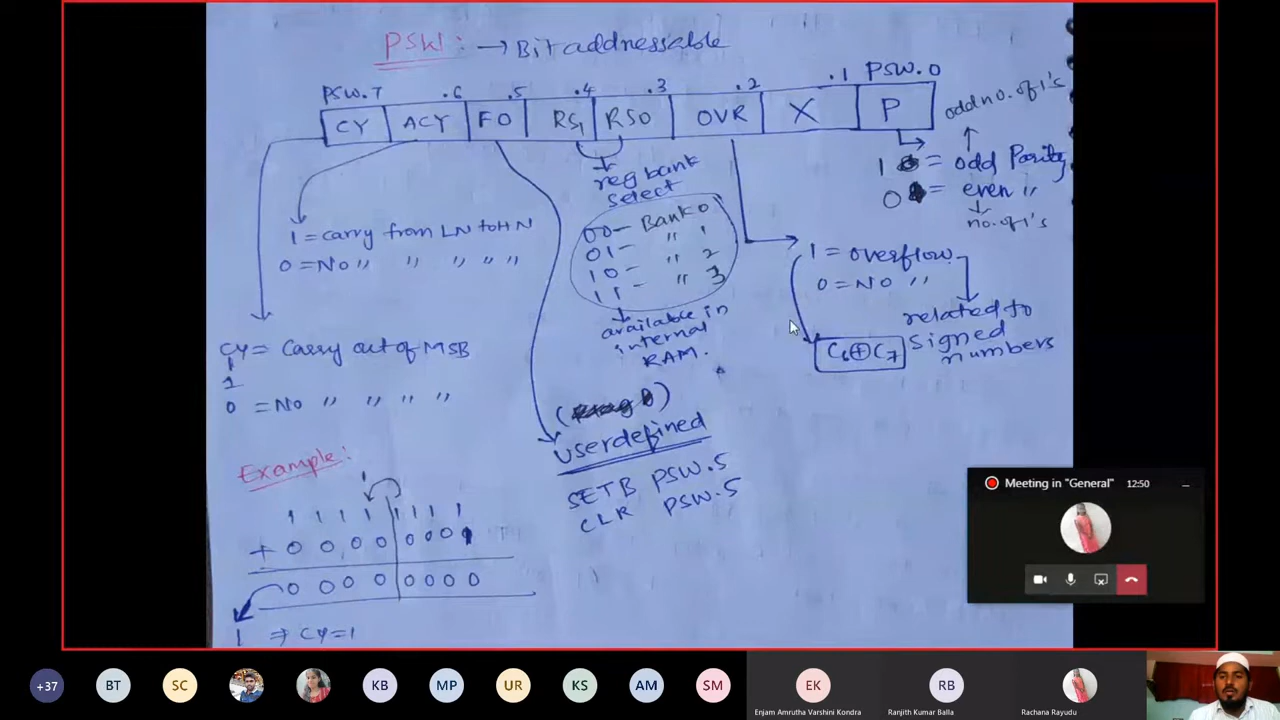 PSW: → Bit addressable
PSW.7 .6 .5 .4 .3 .2 .1 PSW.0
CY ACY F0 RS1 RS0 OVR X P
odd no. of 1's
1 = odd Parity
0 = even "
no. of 1's
reg bank
select
00 - Bank 0
01 - " 1
10 - " 2
11 - " 3
available in
internal
RAM.
1 = carry from LN to HN
0 = NO " " " " "
1 = overflow
0 = NO "
related to
signed
numbers
C6⊕C7
CY = Carry out of MSB
1
0 = NO " " " "
userdefined
SETB PSW.5
CLR PSW.5
Example:
1
1 1 1 1 1 1 1 1
+ 0 0 0 0 0 0 0 1
0 0 0 0 0 0 0 0
1 ⇒ CY=1
Meeting in "General" 12:50
+37 BT SC KB MP UR KS AM SM EK RB
Enjam Amrutha Varshini Kondra Ranjith Kumar Balla Rachana Rayudu